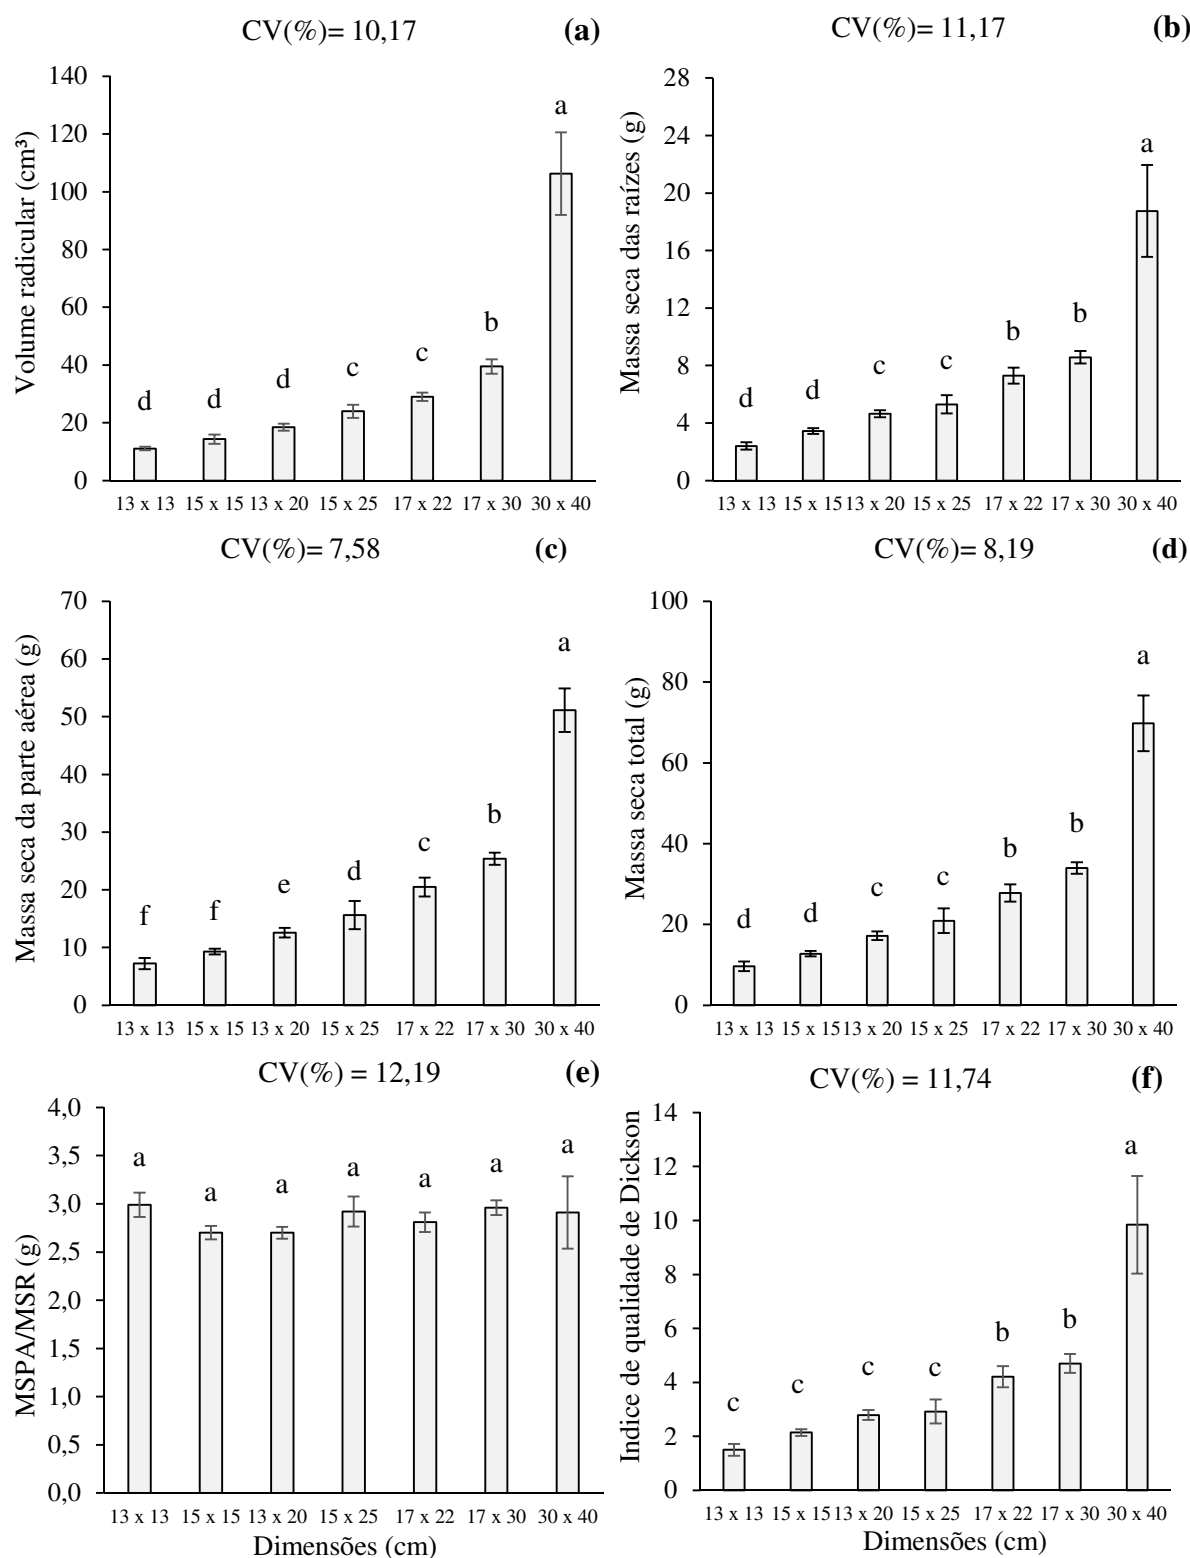 CV(%)= 10,17 (a)
Volume radicular (cm³)
140
120
100
80
60
40
20
0
d d d c c b a
13 x 13 15 x 15 13 x 20 15 x 25 17 x 22 17 x 30 30 x 40
CV(%)= 11,17 (b)
Massa seca das raízes (g)
28
24
20
16
12
8
4
0
d d c c b b a
13 x 13 15 x 15 13 x 20 15 x 25 17 x 22 17 x 30 30 x 40
CV(%)= 7,58 (c)
Massa seca da parte aérea (g)
70
60
50
40
30
20
10
0
f f e d c b a
13 x 13 15 x 15 13 x 20 15 x 25 17 x 22 17 x 30 30 x 40
CV(%)= 8,19 (d)
Massa seca total (g)
100
80
60
40
20
0
d d c c b b a
13 x 13 15 x 15 13 x 20 15 x 25 17 x 22 17 x 30 30 x 40
CV(%) = 12,19 (e)
MSPA/MSR (g)
4,0
3,5
3,0
2,5
2,0
1,5
1,0
0,5
0,0
a a a a a a a
13 x 13 15 x 15 13 x 20 15 x 25 17 x 22 17 x 30 30 x 40
Dimensões (cm)
CV(%) = 11,74 (f)
Indice de qualidade de Dickson
14
12
10
8
6
4
2
0
c c c c b b a
13 x 13 15 x 15 13 x 20 15 x 25 17 x 22 17 x 30 30 x 40
Dimensões (cm)